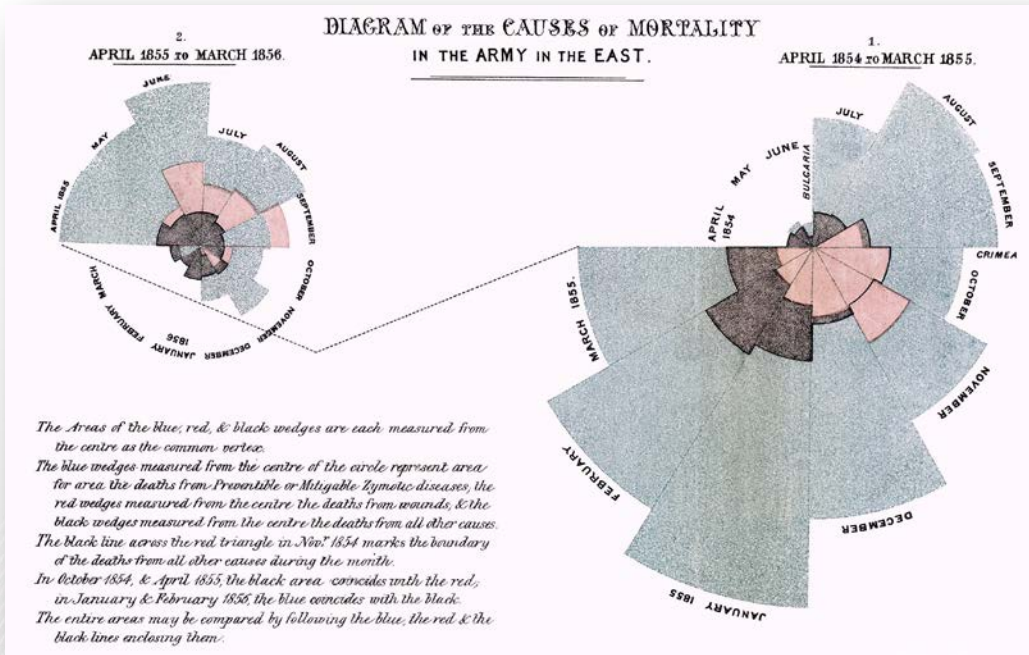 DIAGRAM OF THE CAUSES OF MORTALITY
IN THE ARMY IN THE EAST.
2.
APRIL 1855 TO MARCH 1856.
1.
APRIL 1854 TO MARCH 1855.
APRIL 1855
MAY
JUNE
JULY
AUGUST
SEPTEMBER
OCTOBER
NOVEMBER
DECEMBER
JANUARY
1856
FEBRUARY
MARCH
APRIL
1854
MAY
JUNE
BULGARIA
JULY
AUGUST
SEPTEMBER
CRIMEA
OCTOBER
NOVEMBER
DECEMBER
JANUARY 1855
FEBRUARY
MARCH 1855.
The Areas of the blue, red, & black wedges are each measured from
the centre as the common vertex.
The blue wedges measured from the centre of the circle represent area
for area the deaths from Preventible or Mitigable Zymotic diseases, the
red wedges measured from the centre the deaths from wounds, & the
black wedges measured from the centre the deaths from all other causes.
The black line across the red triangle in Novr. 1854 marks the boundary
of the deaths from all other causes during the month.
In October 1854, & April 1855, the black area coincides with the red,
in January & February 1856, the blue coincides with the black.
The entire areas may be compared by following the blue, the red & the
black lines enclosing them.